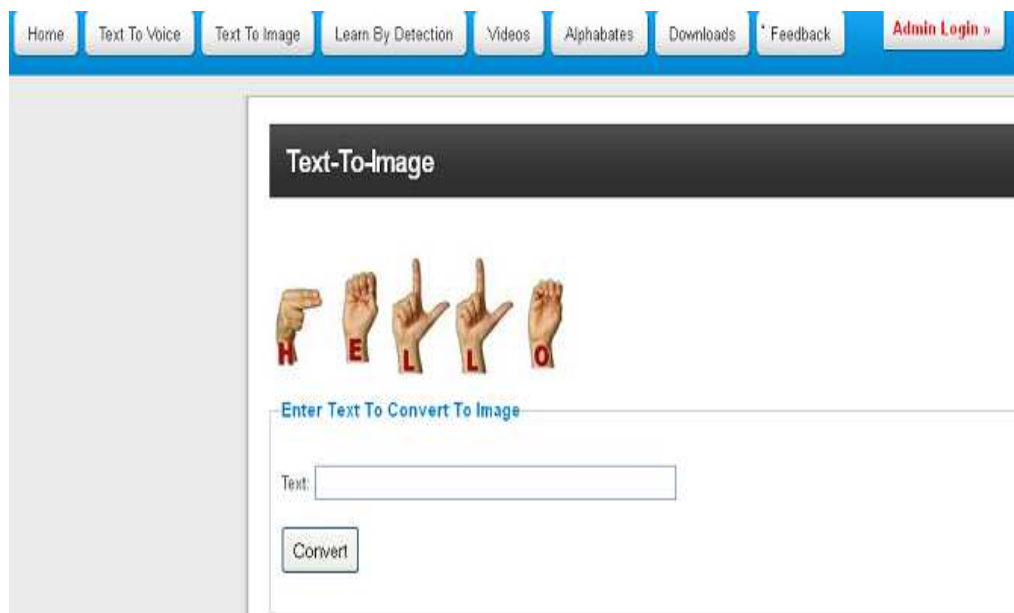 Home Text To Voice Text To Image Learn By Detection Videos Alphabates Downloads * Feedback Admin Login »
Text-To-Image
H E L L O
Enter Text To Convert To Image
Text:
Convert